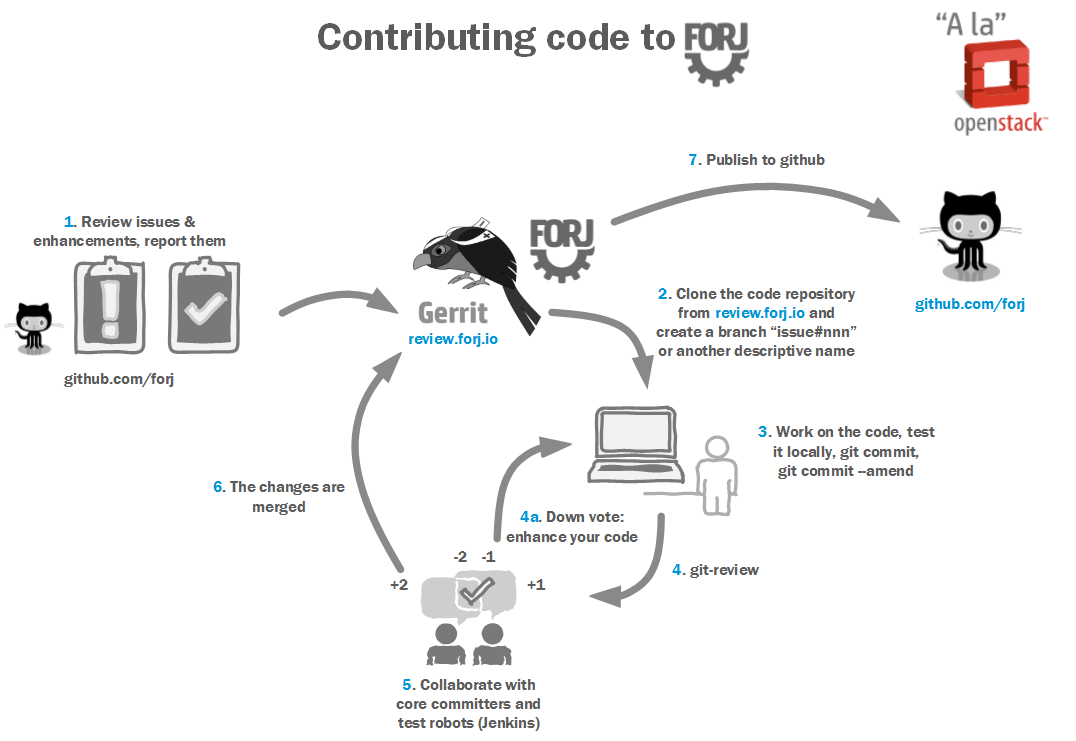 Contributing code to FORJ
“A la”
openstack™
7. Publish to github
1. Review issues &
enhancements, report them
github.com/forj
FORJ
Gerrit
review.forj.io
github.com/forj
2. Clone the code repository
from review.forj.io and
create a branch “issue#nnn”
or another descriptive name
3. Work on the code, test
it locally, git commit,
git commit --amend
6. The changes are
merged
4a. Down vote:
enhance your code
4. git-review
-2 -1
+2
+1
5. Collaborate with
core committers and
test robots (Jenkins)